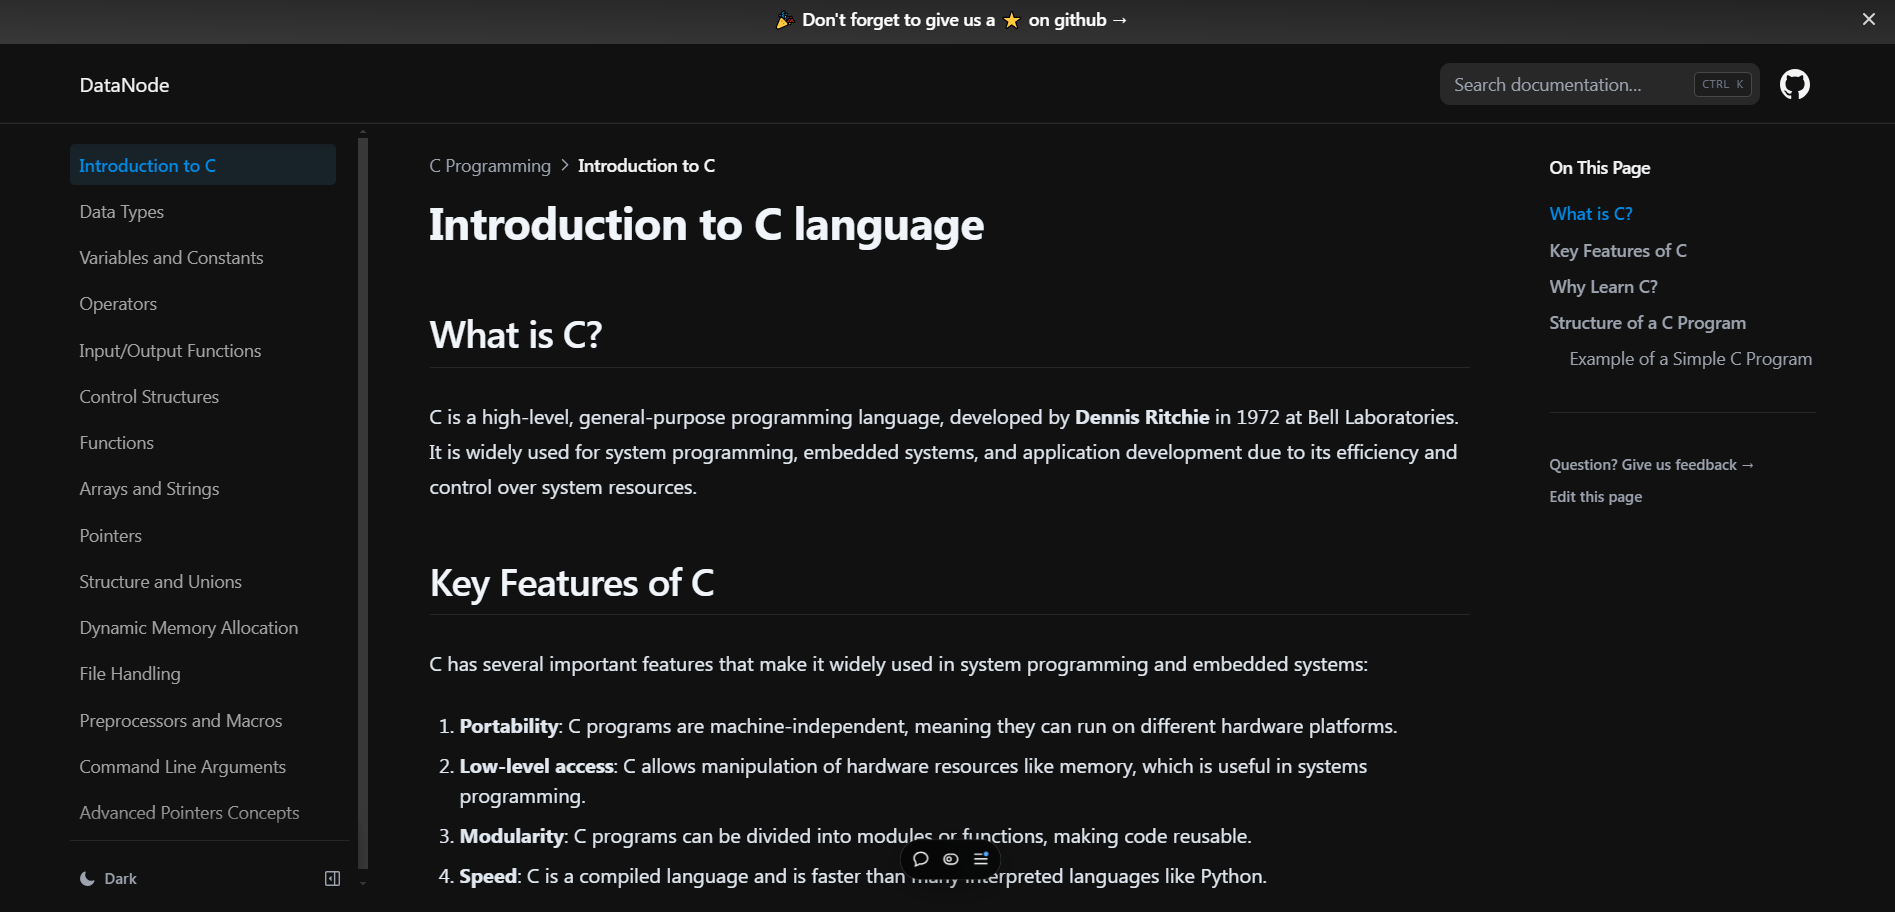 🎉 Don't forget to give us a ⭐ on github →
DataNode
Search documentation...
CTRL K
Introduction to C
Data Types
Variables and Constants
Operators
Input/Output Functions
Control Structures
Functions
Arrays and Strings
Pointers
Structure and Unions
Dynamic Memory Allocation
File Handling
Preprocessors and Macros
Command Line Arguments
Advanced Pointers Concepts
Dark
C Programming > Introduction to C
Introduction to C language
What is C?
C is a high-level, general-purpose programming language, developed by Dennis Ritchie in 1972 at Bell Laboratories.
It is widely used for system programming, embedded systems, and application development due to its efficiency and
control over system resources.
Key Features of C
C has several important features that make it widely used in system programming and embedded systems:
1. Portability: C programs are machine-independent, meaning they can run on different hardware platforms.
2. Low-level access: C allows manipulation of hardware resources like memory, which is useful in systems
programming.
3. Modularity: C programs can be divided into modules or functions, making code reusable.
4. Speed: C is a compiled language and is faster than many interpreted languages like Python.
On This Page
What is C?
Key Features of C
Why Learn C?
Structure of a C Program
Example of a Simple C Program
Question? Give us feedback →
Edit this page